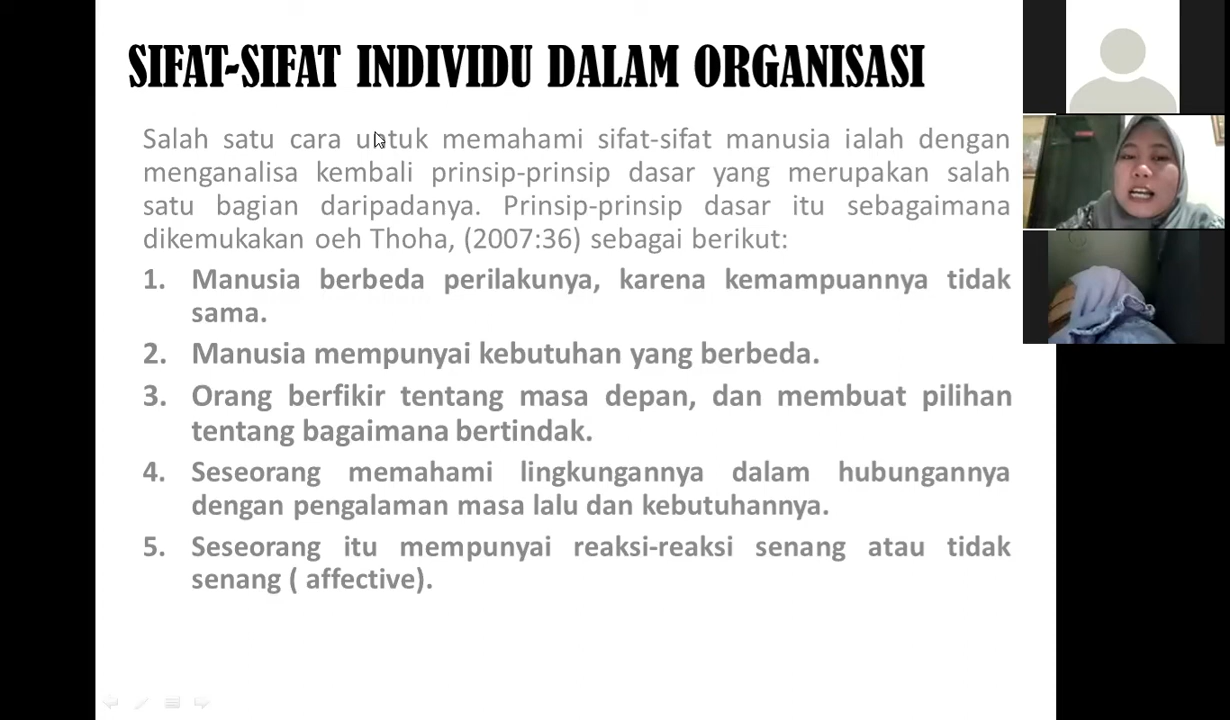 SIFAT-SIFAT INDIVIDU DALAM ORGANISASI
Salah satu cara untuk memahami sifat-sifat manusia ialah dengan
menganalisa kembali prinsip-prinsip dasar yang merupakan salah
satu bagian daripadanya. Prinsip-prinsip dasar itu sebagaimana
dikemukakan oeh Thoha, (2007:36) sebagai berikut:
1. Manusia berbeda perilakunya, karena kemampuannya tidak
sama.
2. Manusia mempunyai kebutuhan yang berbeda.
3. Orang berfikir tentang masa depan, dan membuat pilihan
tentang bagaimana bertindak.
4. Seseorang memahami lingkungannya dalam hubungannya
dengan pengalaman masa lalu dan kebutuhannya.
5. Seseorang itu mempunyai reaksi-reaksi senang atau tidak
senang ( affective).